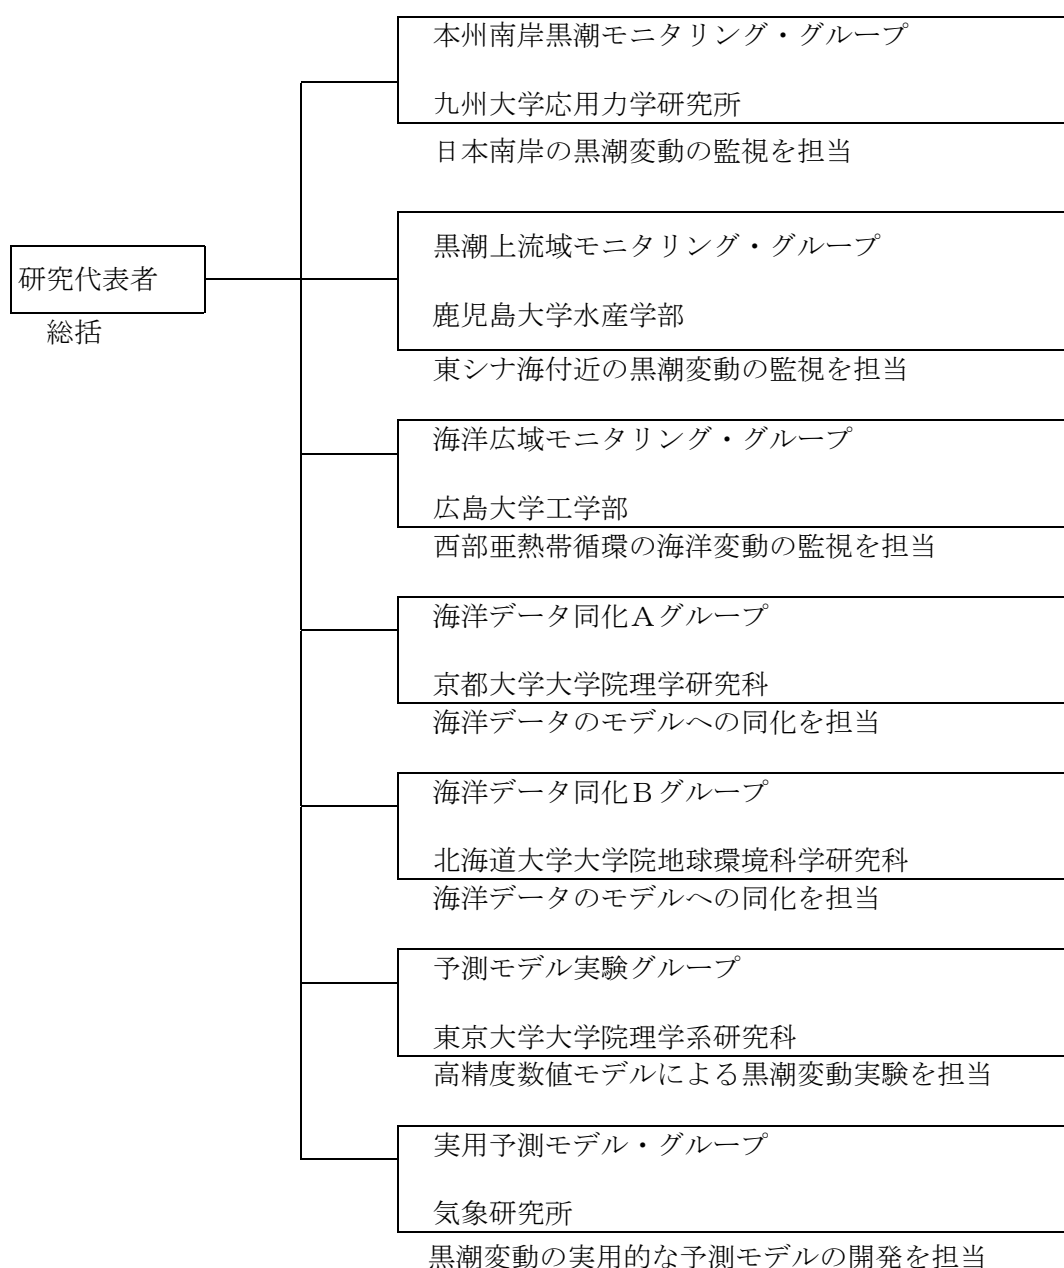 本州南岸黒潮モニタリング・グループ
九州大学応用力学研究所
日本南岸の黒潮変動の監視を担当
研究代表者
総括
黒潮上流域モニタリング・グループ
鹿児島大学水産学部
東シナ海付近の黒潮変動の監視を担当
海洋広域モニタリング・グループ
広島大学工学部
西部亜熱帯循環の海洋変動の監視を担当
海洋データ同化Ａグループ
京都大学大学院理学研究科
海洋データのモデルへの同化を担当
海洋データ同化Ｂグループ
北海道大学大学院地球環境科学研究科
海洋データのモデルへの同化を担当
予測モデル実験グループ
東京大学大学院理学系研究科
高精度数値モデルによる黒潮変動実験を担当
実用予測モデル・グループ
気象研究所
黒潮変動の実用的な予測モデルの開発を担当